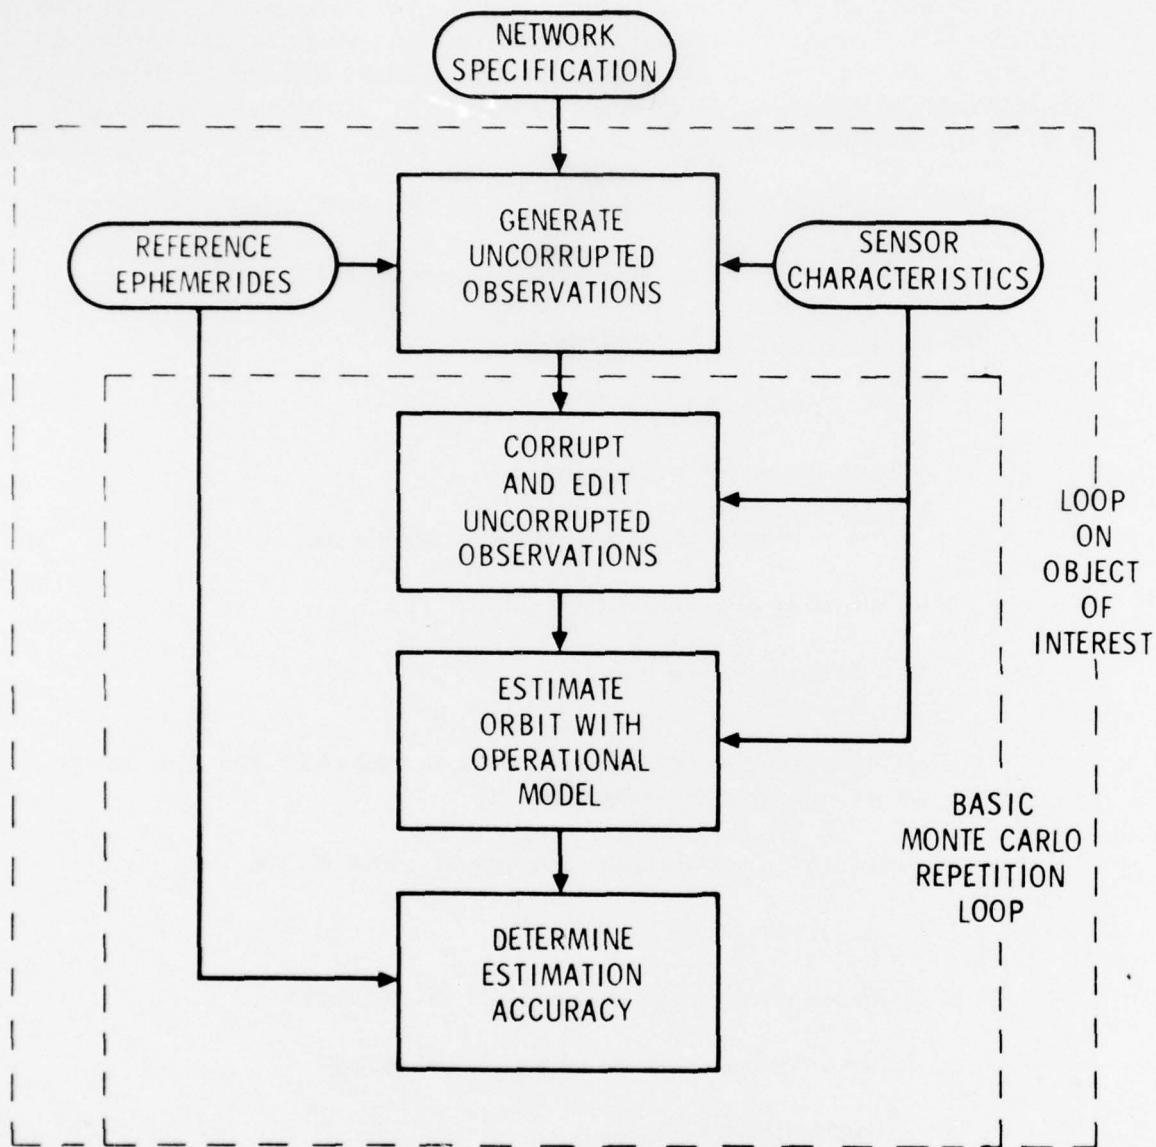 NETWORK
SPECIFICATION
REFERENCE
EPHEMERIDES
GENERATE
UNCORRUPTED
OBSERVATIONS
SENSOR
CHARACTERISTICS
CORRUPT
AND EDIT
UNCORRUPTED
OBSERVATIONS
LOOP
ON
OBJECT
OF
INTEREST
ESTIMATE
ORBIT WITH
OPERATIONAL
MODEL
BASIC
MONTE CARLO
REPETITION
LOOP
DETERMINE
ESTIMATION
ACCURACY